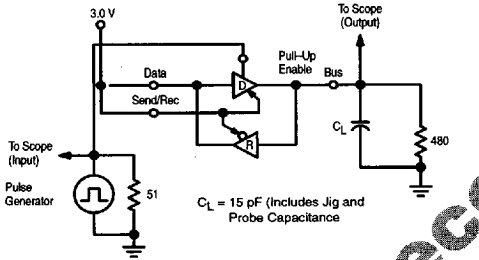 3.0 V
To Scope
(Output)
Pull–Up
Enable
Data
D
Bus
Send/Rec
R
CL
480
To Scope
(Input)
Pulse
Generator
51
CL = 15 pF (Includes Jig and
Probe Capacitance